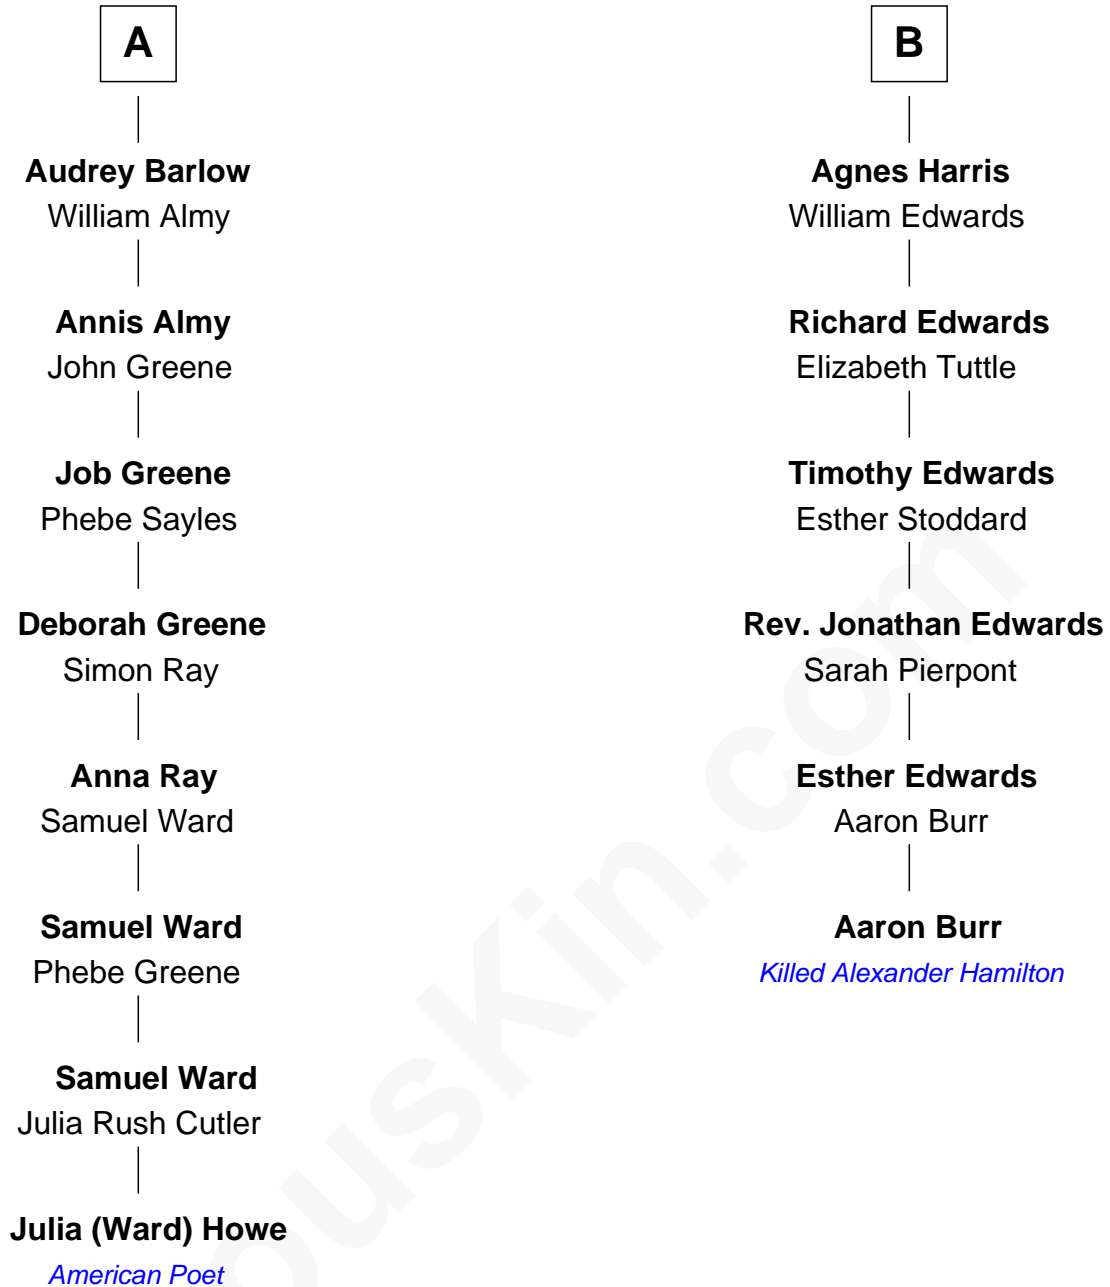 A
Audrey Barlow
William Almy
Annis Almy
John Greene
Job Greene
Phebe Sayles
Deborah Greene
Simon Ray
Anna Ray
Samuel Ward
Samuel Ward
Phebe Greene
Samuel Ward
Julia Rush Cutler
Julia (Ward) Howe
American Poet
B
Agnes Harris
William Edwards
Richard Edwards
Elizabeth Tuttle
Timothy Edwards
Esther Stoddard
Rev. Jonathan Edwards
Sarah Pierpont
Esther Edwards
Aaron Burr
Aaron Burr
Killed Alexander Hamilton
ousKin.com